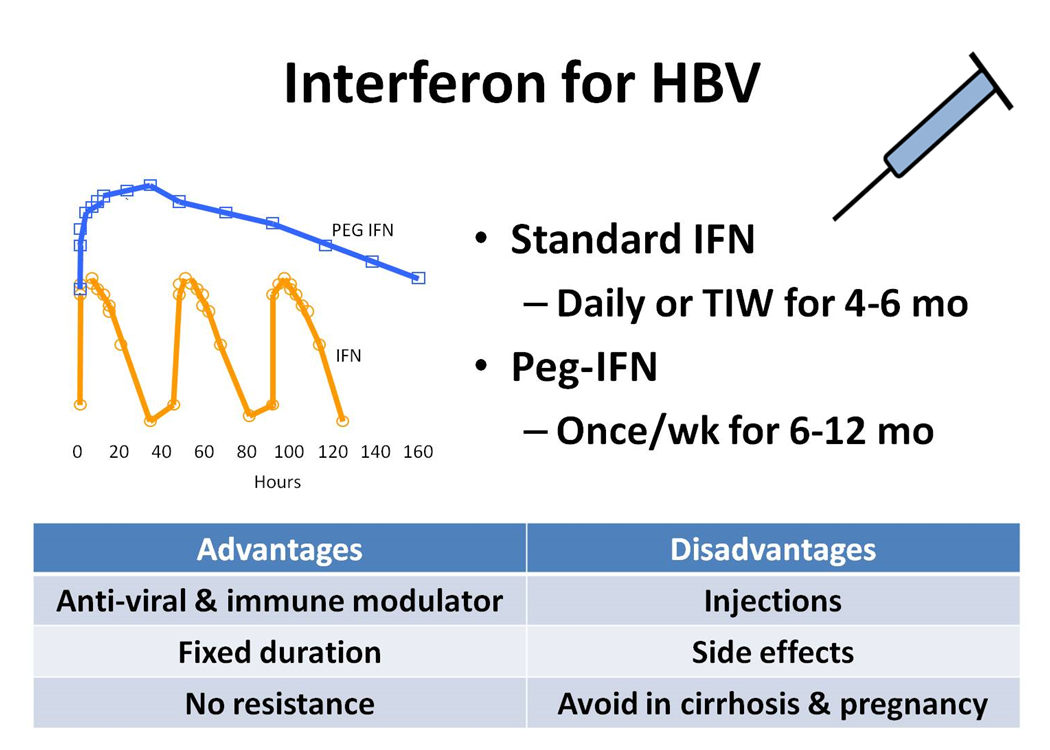 Interferon for HBV
PEG IFN
IFN
0 20 40 60 80 100 120 140 160
Hours
• Standard IFN
– Daily or TIW for 4-6 mo
• Peg-IFN
– Once/wk for 6-12 mo
Advantages Disadvantages
Anti-viral & immune modulator Injections
Fixed duration Side effects
No resistance Avoid in cirrhosis & pregnancy